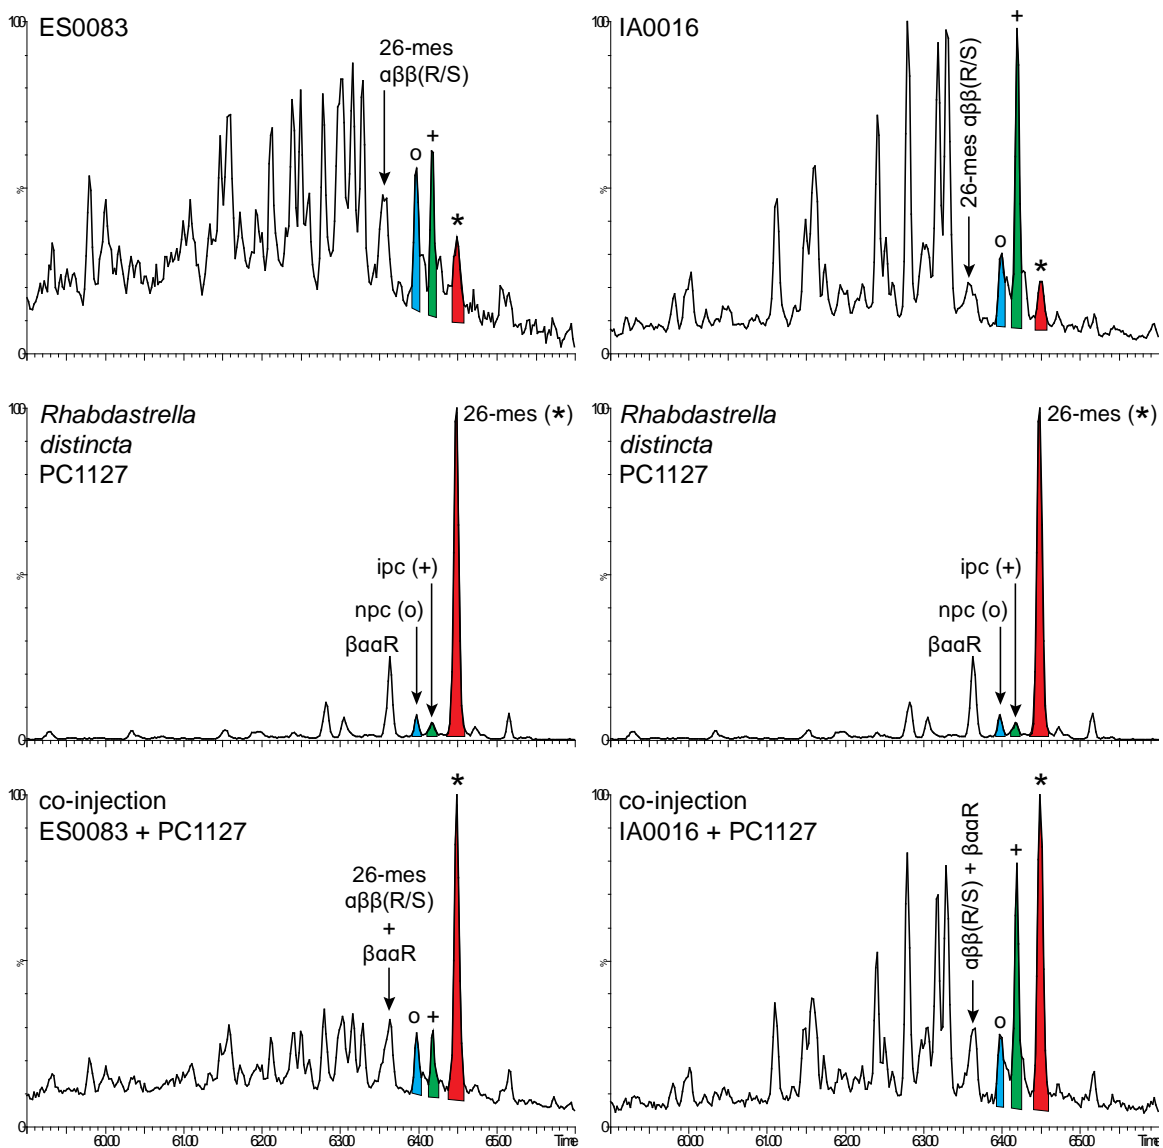 100
ES0083
26-mes
αββ(R/S)
o
+
*
%
0
100
IA0016
+
26-mes αββ(R/S)
o
*
%
0
100
Rhabdastrella
distincta
PC1127
26-mes (*)
ipc (+)
npc (o)
βααR
%
0
100
Rhabdastrella
distincta
PC1127
26-mes (*)
ipc (+)
npc (o)
βααR
%
0
100
co-injection
ES0083 + PC1127
*
26-mes
αββ(R/S)
+
βααR
o
+
%
0
60.00 61.00 62.00 63.00 64.00 65.00 Time
100
co-injection
IA0016 + PC1127
*
+
αββ(R/S) + βααR
o
%
0
60.00 61.00 62.00 63.00 64.00 65.00 Time